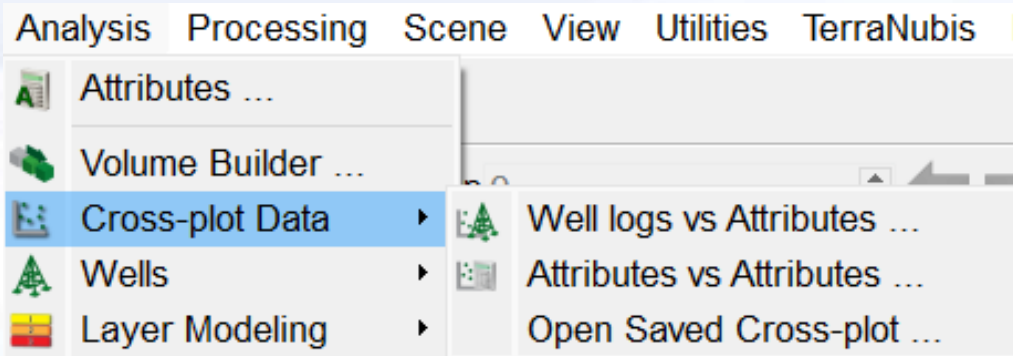 Analysis Processing Scene View Utilities TerraNubis
Attributes ...
Volume Builder ...
Cross-plot Data
Well logs vs Attributes ...
Wells
Attributes vs Attributes ...
Layer Modeling
Open Saved Cross-plot ...